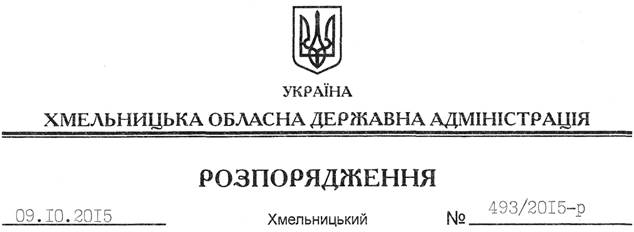 УКРАЇНА
ХМЕЛЬНИЦЬКА ОБЛАСНА ДЕРЖАВНА АДМІНІСТРАЦІЯ
РОЗПОРЯДЖЕННЯ
09.10.2015 Хмельницький № 493/2015-р